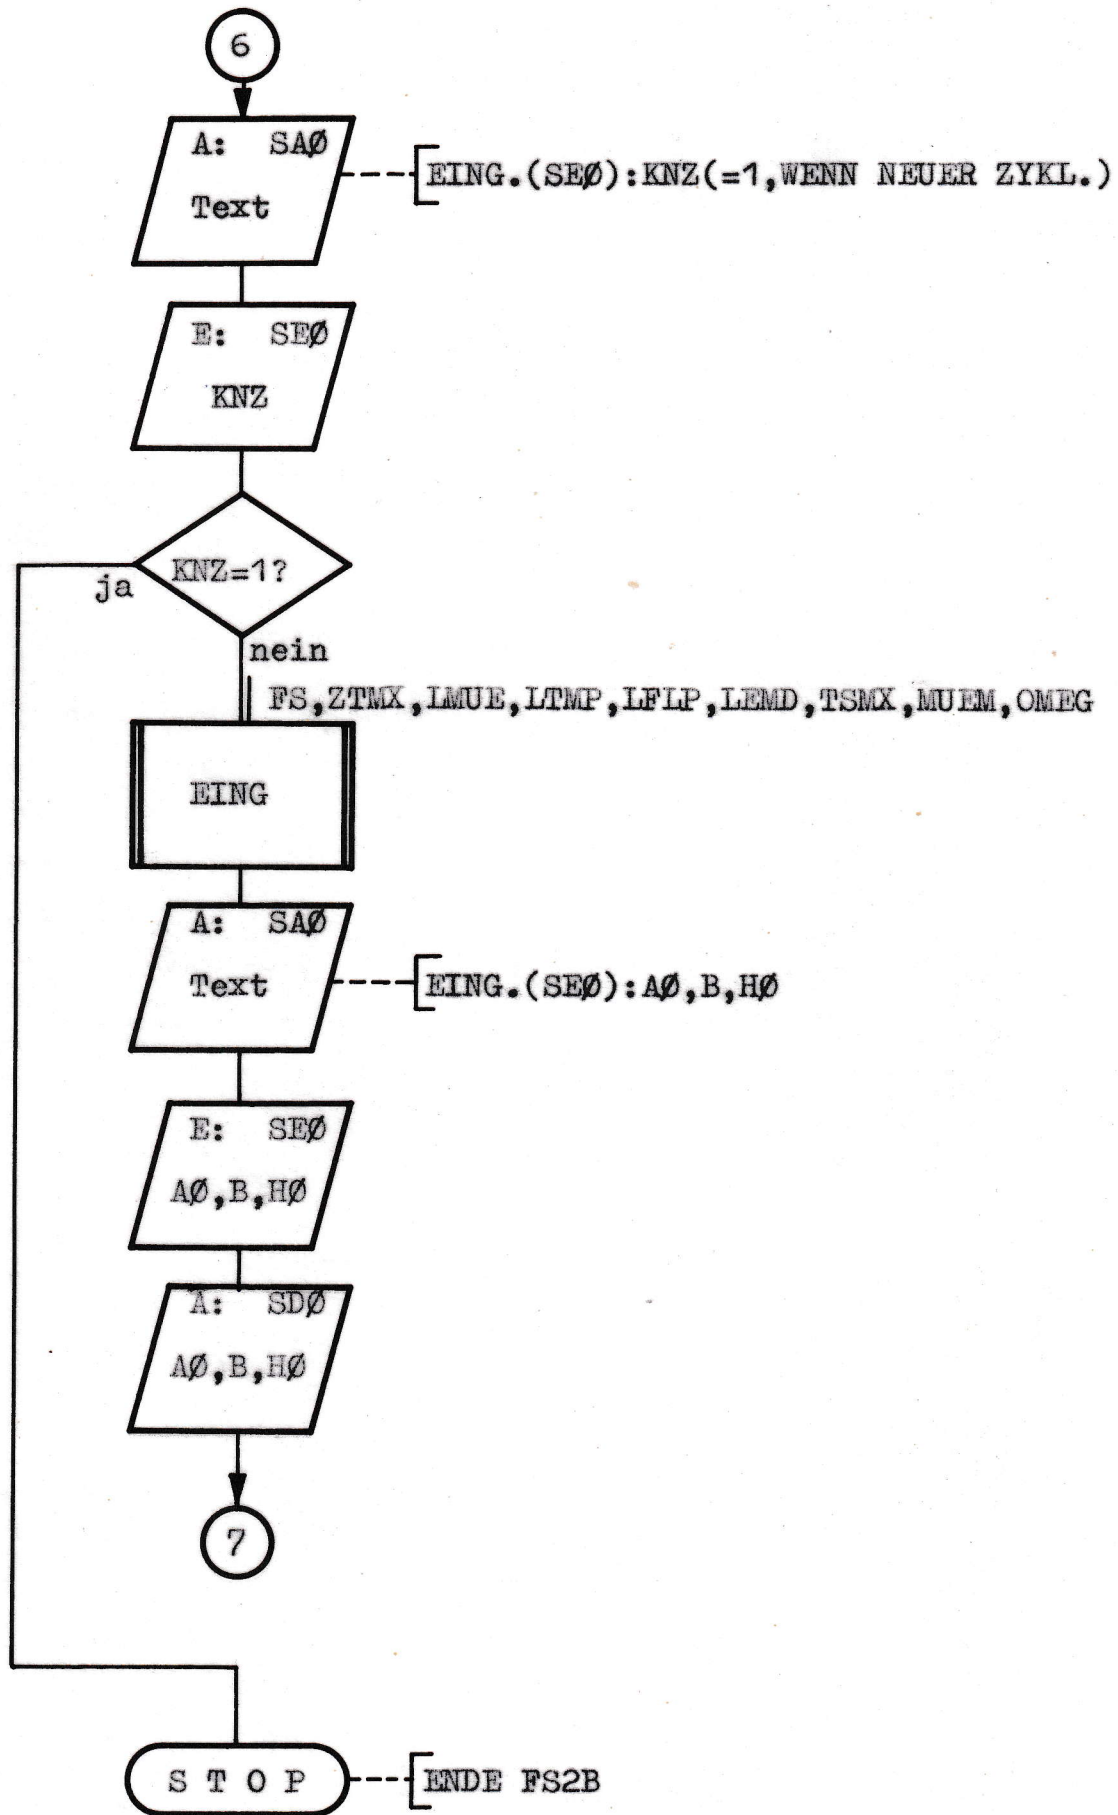 6
A: SAØ
Text
EING.(SEØ):KNZ(=1,WENN NEUER ZYKL.)
E: SEØ
KNZ
KNZ=1?
ja
nein
FS,ZTMX,LMUE,LTMP,LFLP,LEMD,TSMX,MUEM,OMEG
EING
A: SAØ
Text
EING.(SEØ):AØ,B,HØ
E: SEØ
AØ,B,HØ
A: SDØ
AØ,B,HØ
7
S T O P
ENDE FS2B